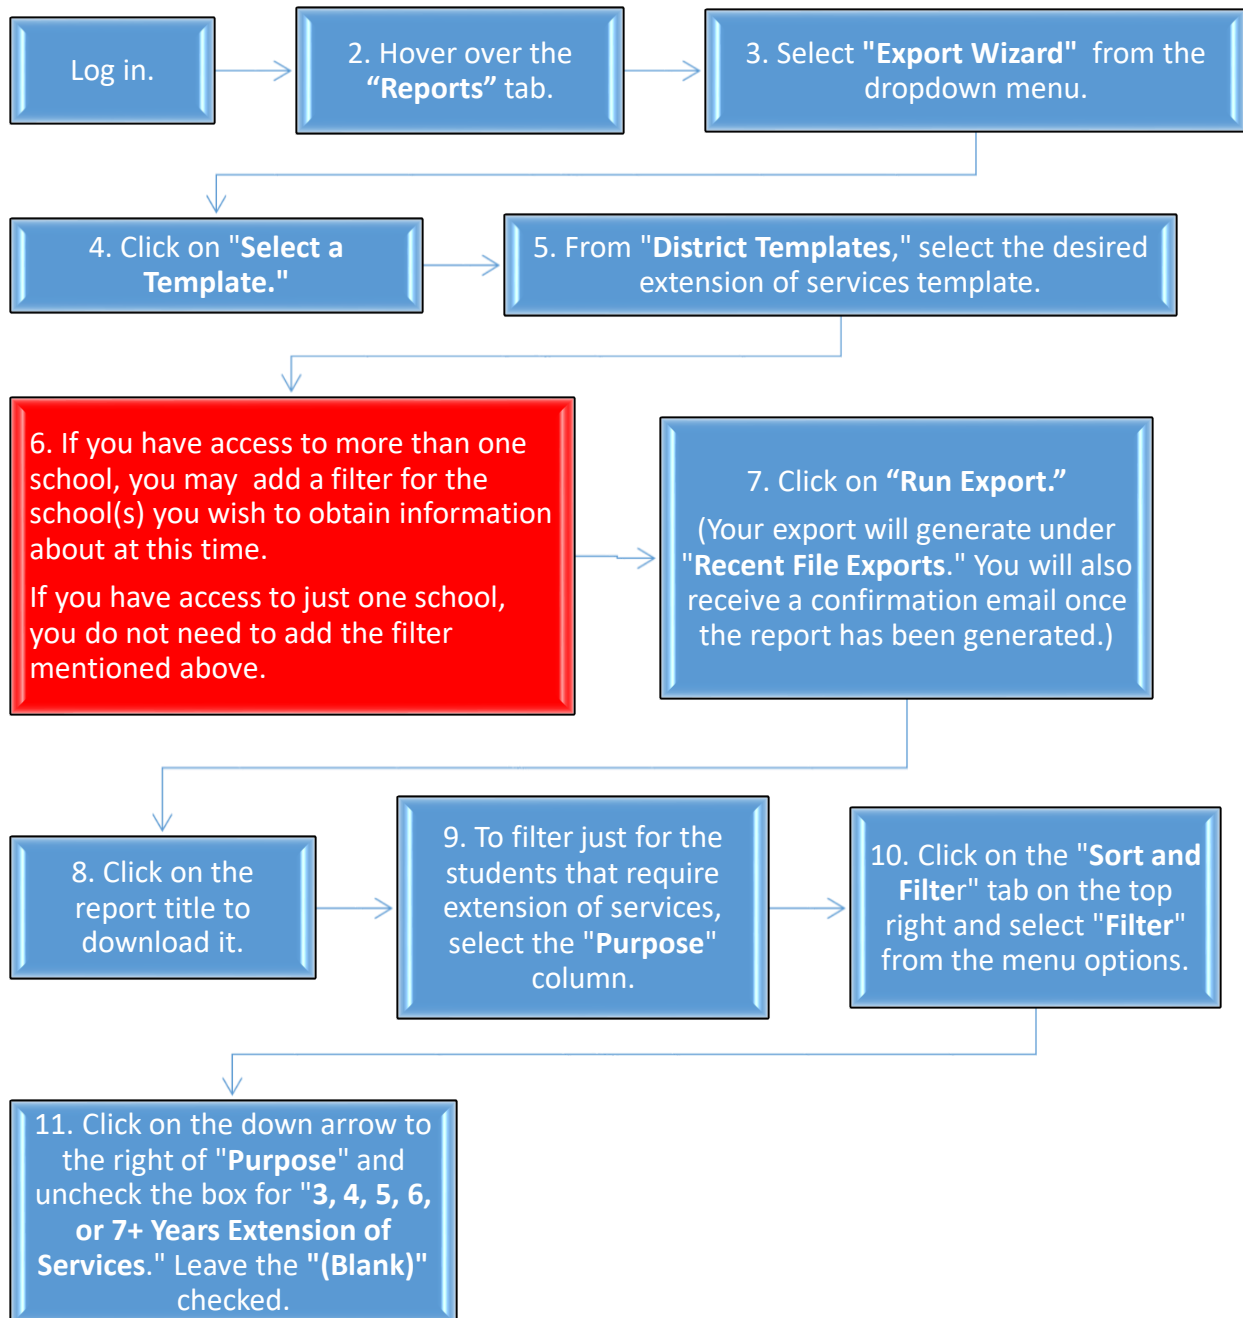 Log in.
2. Hover over the
“Reports” tab.
3. Select "Export Wizard" from the
dropdown menu.
4. Click on "Select a
Template."
5. From "District Templates," select the desired
extension of services template.
6. If you have access to more than one
school, you may add a filter for the
school(s) you wish to obtain information
about at this time.
If you have access to just one school,
you do not need to add the filter
mentioned above.
7. Click on “Run Export.”
(Your export will generate under
"Recent File Exports." You will also
receive a confirmation email once
the report has been generated.)
8. Click on the
report title to
download it.
9. To filter just for the
students that require
extension of services,
select the "Purpose"
column.
10. Click on the "Sort and
Filter" tab on the top
right and select "Filter"
from the menu options.
11. Click on the down arrow to
the right of "Purpose" and
uncheck the box for "3, 4, 5, 6,
or 7+ Years Extension of
Services." Leave the "(Blank)"
checked.